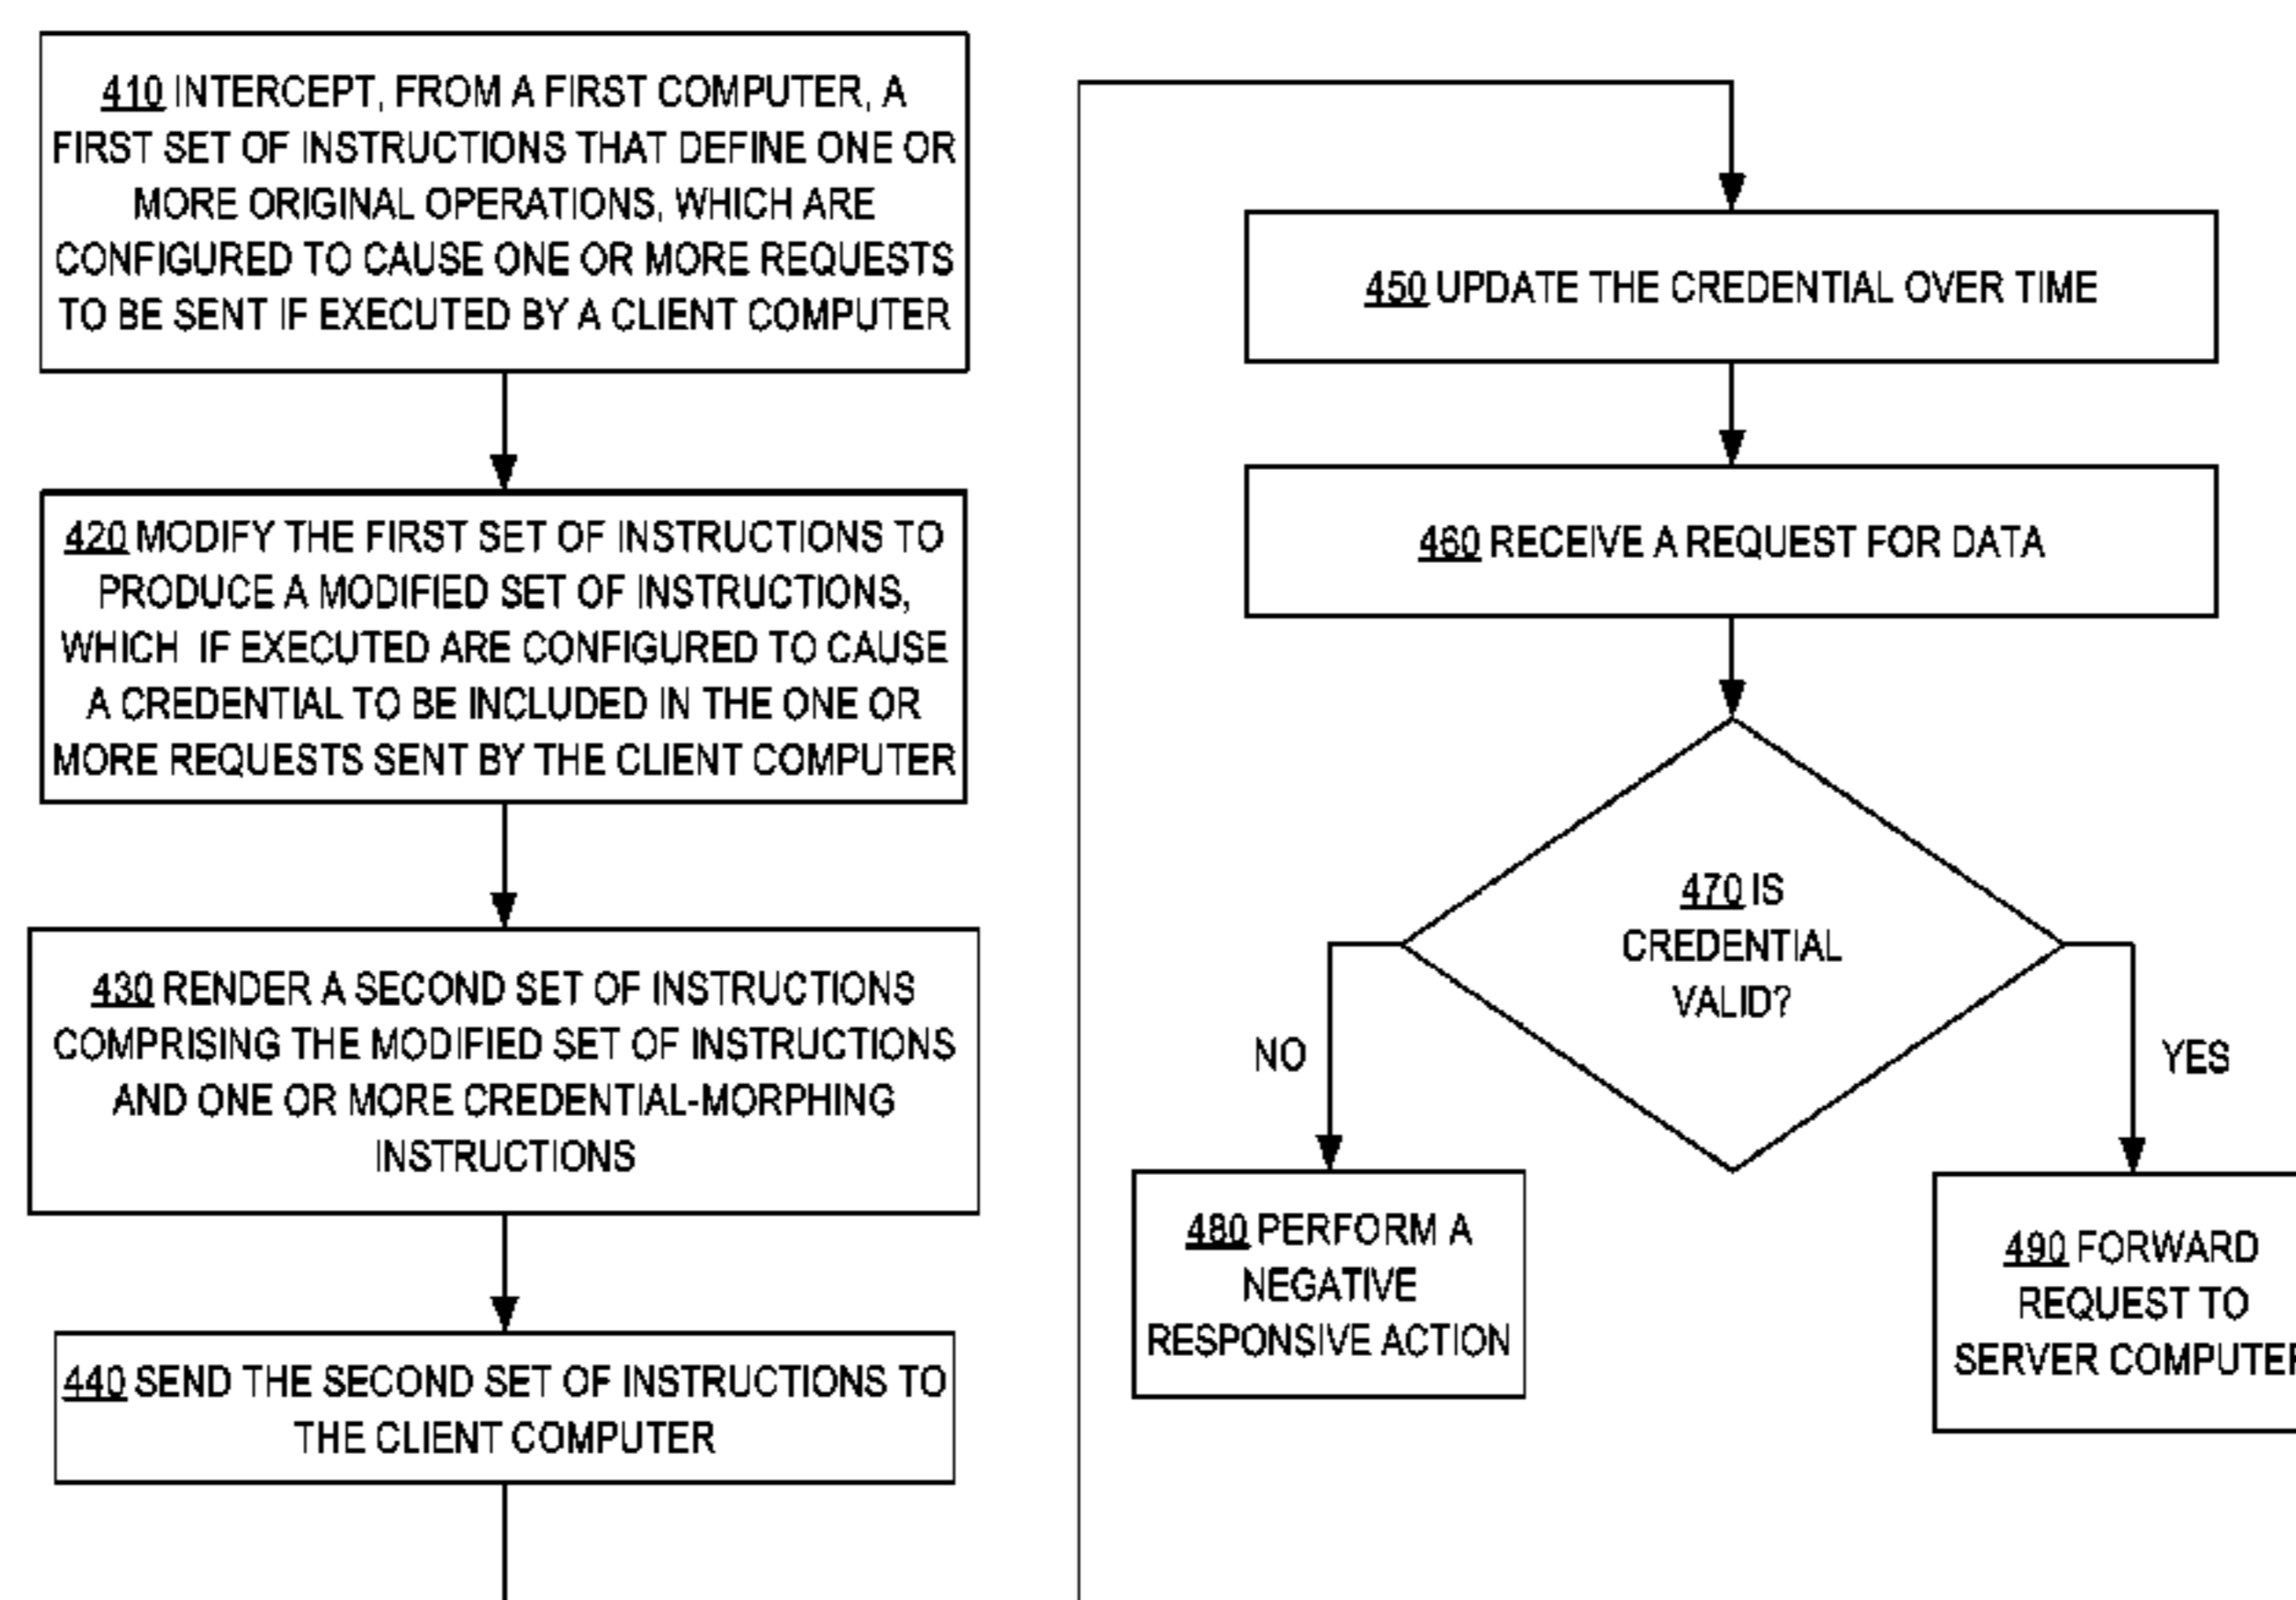 410 INTERCEPT, FROM A FIRST COMPUTER, A
FIRST SET OF INSTRUCTIONS THAT DEFINE ONE OR
MORE ORIGINAL OPERATIONS, WHICH ARE
CONFIGURED TO CAUSE ONE OR MORE REQUESTS
TO BE SENT IF EXECUTED BY A CLIENT COMPUTER
420 MODIFY THE FIRST SET OF INSTRUCTIONS TO
PRODUCE A MODIFIED SET OF INSTRUCTIONS,
WHICH IF EXECUTED ARE CONFIGURED TO CAUSE
A CREDENTIAL TO BE INCLUDED IN THE ONE OR
MORE REQUESTS SENT BY THE CLIENT COMPUTER
430 RENDER A SECOND SET OF INSTRUCTIONS
COMPRISING THE MODIFIED SET OF INSTRUCTIONS
AND ONE OR MORE CREDENTIAL-MORPHING
INSTRUCTIONS
440 SEND THE SECOND SET OF INSTRUCTIONS TO
THE CLIENT COMPUTER
450 UPDATE THE CREDENTIAL OVER TIME
460 RECEIVE A REQUEST FOR DATA
470 IS
CREDENTIAL
VALID?
NO
YES
480 PERFORM A
NEGATIVE
RESPONSIVE ACTION
490 FORWARD
REQUEST TO
SERVER COMPUTER